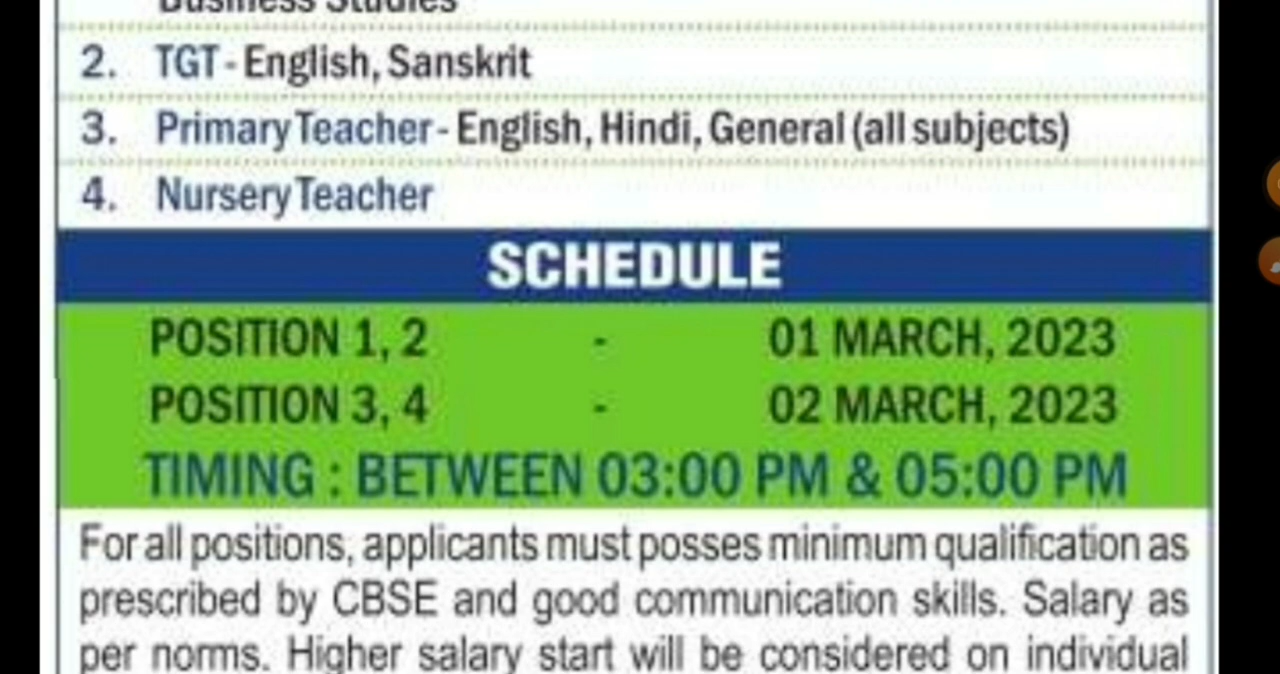 Business Studies
2. TGT - English, Sanskrit
3. Primary Teacher - English, Hindi, General (all subjects)
4. Nursery Teacher
SCHEDULE
POSITION 1, 2 - 01 MARCH, 2023
POSITION 3, 4 - 02 MARCH, 2023
TIMING : BETWEEN 03:00 PM & 05:00 PM
For all positions, applicants must posses minimum qualification as
prescribed by CBSE and good communication skills. Salary as
per norms. Higher salary start will be considered on individual